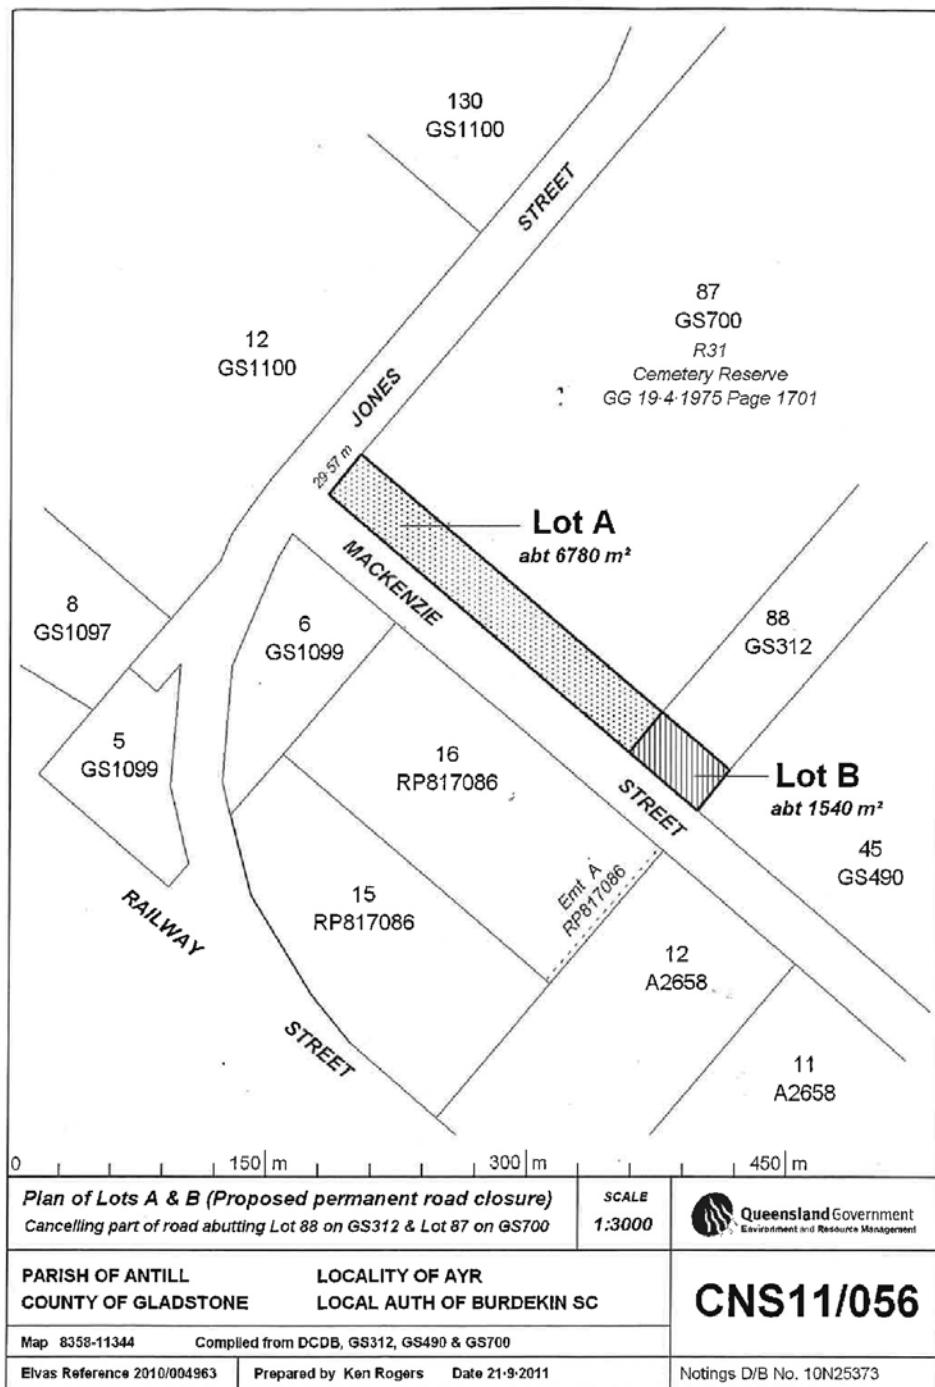 130
GS1100
STREET
87
GS700
R31
Cemetery Reserve
GG 19·4·1975 Page 1701
12
GS1100
JONES
29·57 m
Lot A
abt 6780 m²
MACKENZIE
8
GS1097
6
GS1099
88
GS312
5
GS1099
16
RP817086
Lot B
abt 1540 m²
STREET
45
GS490
Emt A
RP817086
15
RP817086
RAILWAY
12
A2658
STREET
11
A2658
0 150 m 300 m 450 m
Plan of Lots A & B (Proposed permanent road closure)
Cancelling part of road abutting Lot 88 on GS312 & Lot 87 on GS700
SCALE
1:3000
Queensland Government
Environment and Resource Management
PARISH OF ANTILL LOCALITY OF AYR
COUNTY OF GLADSTONE LOCAL AUTH OF BURDEKIN SC
CNS11/056
Map 8358-11344 Compiled from DCDB, GS312, GS490 & GS700
Elvas Reference 2010/004963 Prepared by Ken Rogers Date 21·9·2011
Notings D/B No. 10N25373